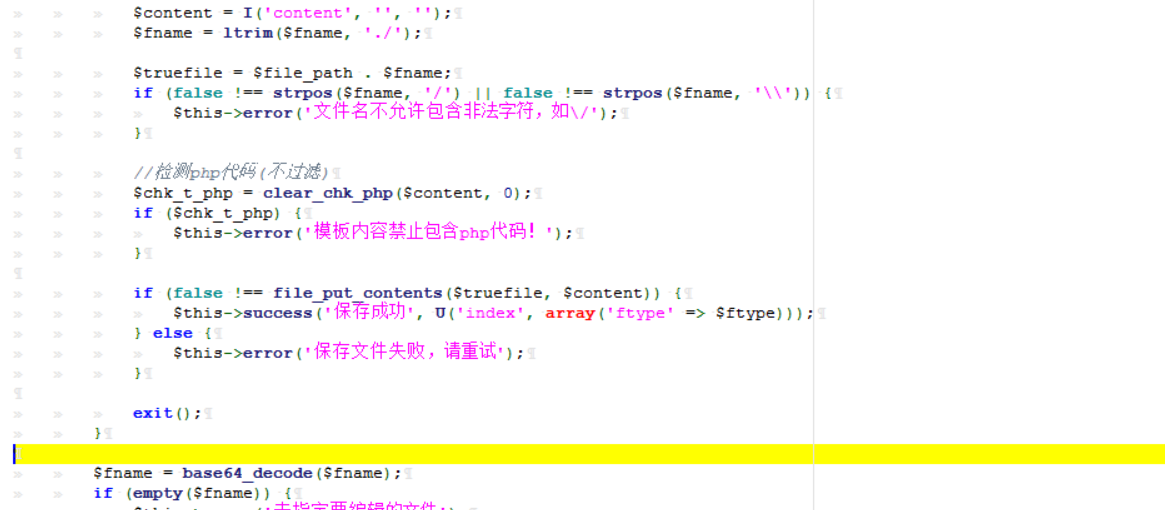 $content = I('content', '', '');
$fname = ltrim($fname, './');
$truefile = $file_path . $fname;
if (false !== strpos($fname, '/') || false !== strpos($fname, '\\')) {
$this->error('文件名不允许包含非法字符，如\/');
}
//检测php代码(不过滤)
$chk_t_php = clear_chk_php($content, 0);
if ($chk_t_php) {
$this->error('模板内容禁止包含php代码！');
}
if (false !== file_put_contents($truefile, $content)) {
$this->success('保存成功', U('index', array('ftype' => $ftype)));
} else {
$this->error('保存文件失败，请重试');
}
exit();
}
$fname = base64_decode($fname);
if (empty($fname)) {